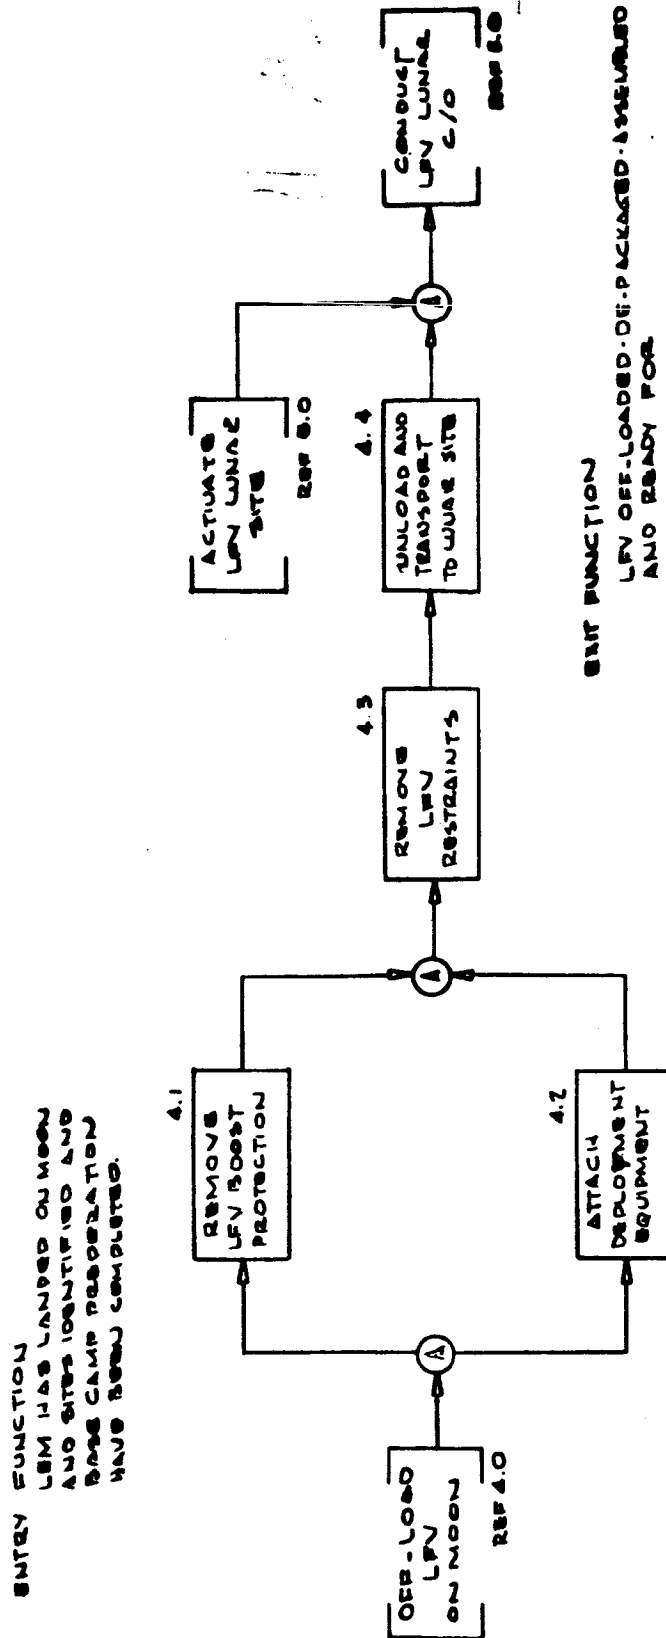 ENTRY FUNCTION
LEM HAS LANDED ON MOON
AND SITES IDENTIFIED AND
BASE CAMP PREPERATION
HAVE BEEN COMPLETED.
OFF-LOAD
LFV
ON MOON
REF 4.0
A
4.1
REMOVE
LFV BOOST
PROTECTION
4.2
ATTACH
DEPLOYMENT
EQUIPMENT
A
4.3
REMOVE
LFV
RESTRAINTS
4.4
UNLOAD AND
TRANSPORT
TO LUNAR SITE
ACTIVATE
LFV LUNAR
SITE
REF
A
CONDUCT
LFV LUNAR
C/O
REF
EXIT FUNCTION
LFV OFF-LOADED-DE-PACKAGED-ASSEMBLED
AND READY FOR